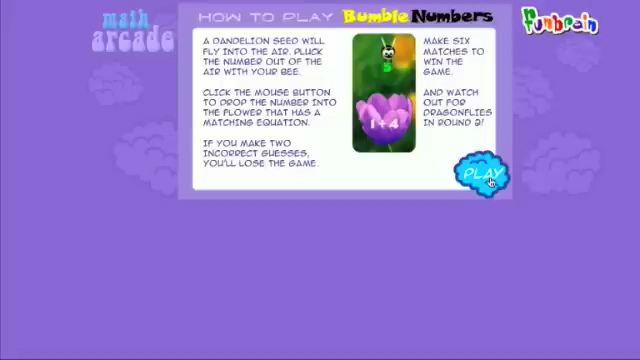 math
arcade
HOW TO PLAY Bumble Numbers
Funbrain
A DANDELION SEED WILL
FLY INTO THE AIR. PLUCK
THE NUMBER OUT OF THE
AIR WITH YOUR BEE.
CLICK THE MOUSE BUTTON
TO DROP THE NUMBER INTO
THE FLOWER THAT HAS A
MATCHING EQUATION.
IF YOU MAKE TWO
INCORRECT GUESSES,
YOU'LL LOSE THE GAME.
5
1+4
MAKE SIX
MATCHES TO
WIN THE
GAME.
AND WATCH
OUT FOR
DRAGONFLIES
IN ROUND 2!
PLAY